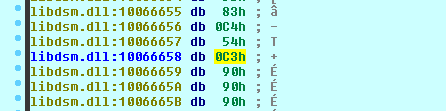 libdsm.dll:10066655 db 83h ; â
libdsm.dll:10066656 db 0C4h ; -
libdsm.dll:10066657 db 54h ; T
libdsm.dll:10066658 db 0C3h ; +
libdsm.dll:10066659 db 90h ; É
libdsm.dll:1006665A db 90h ; É
libdsm.dll:1006665B db 90h ; É